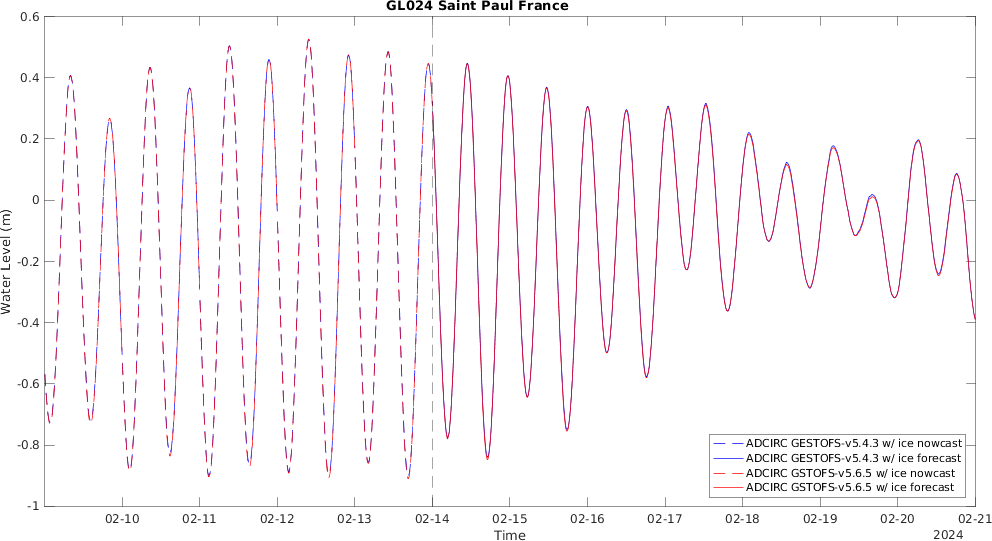 GL024 Saint Paul France
0.6
0.4
0.2
0
-0.2
-0.4
-0.6
-0.8
-1
Water Level (m)
ADCIRC GESTOFS-v5.4.3 w/ ice nowcast
ADCIRC GESTOFS-v5.4.3 w/ ice forecast
ADCIRC GSTOFS-v5.6.5 w/ ice nowcast
ADCIRC GSTOFS-v5.6.5 w/ ice forecast
02-10 02-11 02-12 02-13 02-14 02-15 02-16 02-17 02-18 02-19 02-20 02-21
Time
2024